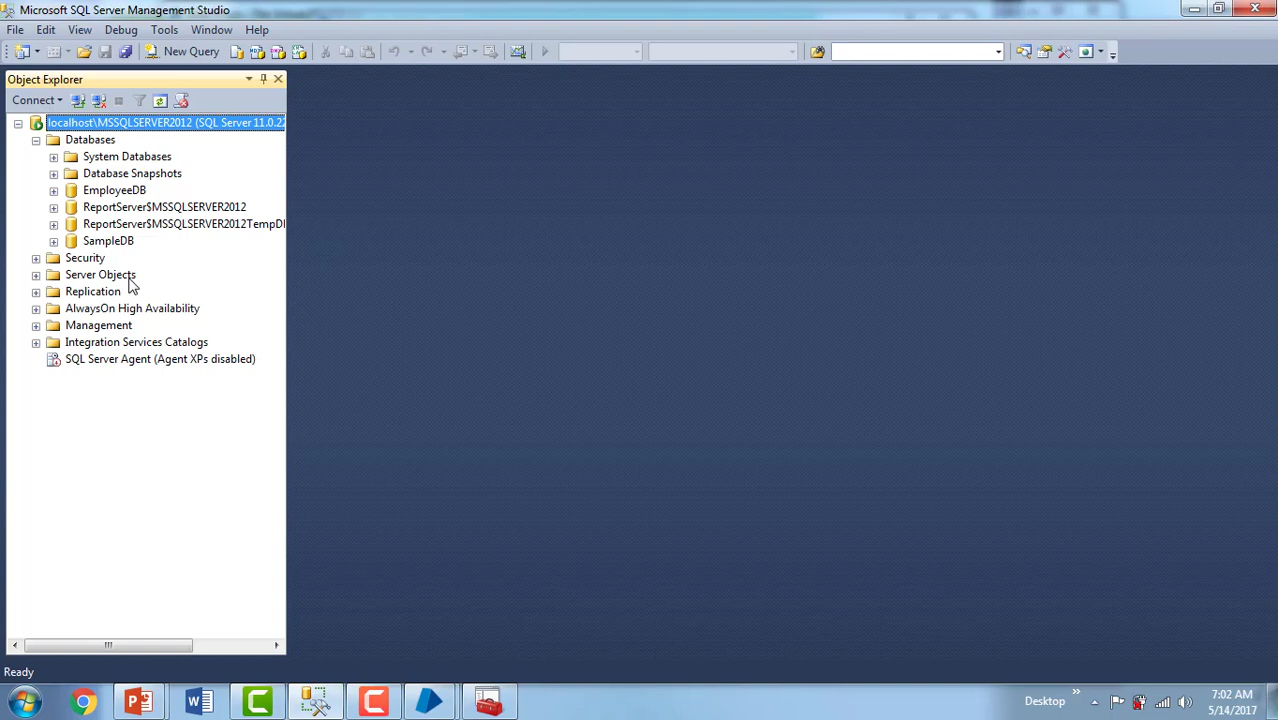 Microsoft SQL Server Management Studio
File Edit View Debug Tools Window Help
New Query
Object Explorer
Connect
localhost\MSSQLSERVER2012 (SQL Server 11.0.22
Databases
System Databases
Database Snapshots
EmployeeDB
ReportServer$MSSQLSERVER2012
ReportServer$MSSQLSERVER2012TempDI
SampleDB
Security
Server Objects
Replication
AlwaysOn High Availability
Management
Integration Services Catalogs
SQL Server Agent (Agent XPs disabled)
Ready
Desktop
7:02 AM
5/14/2017